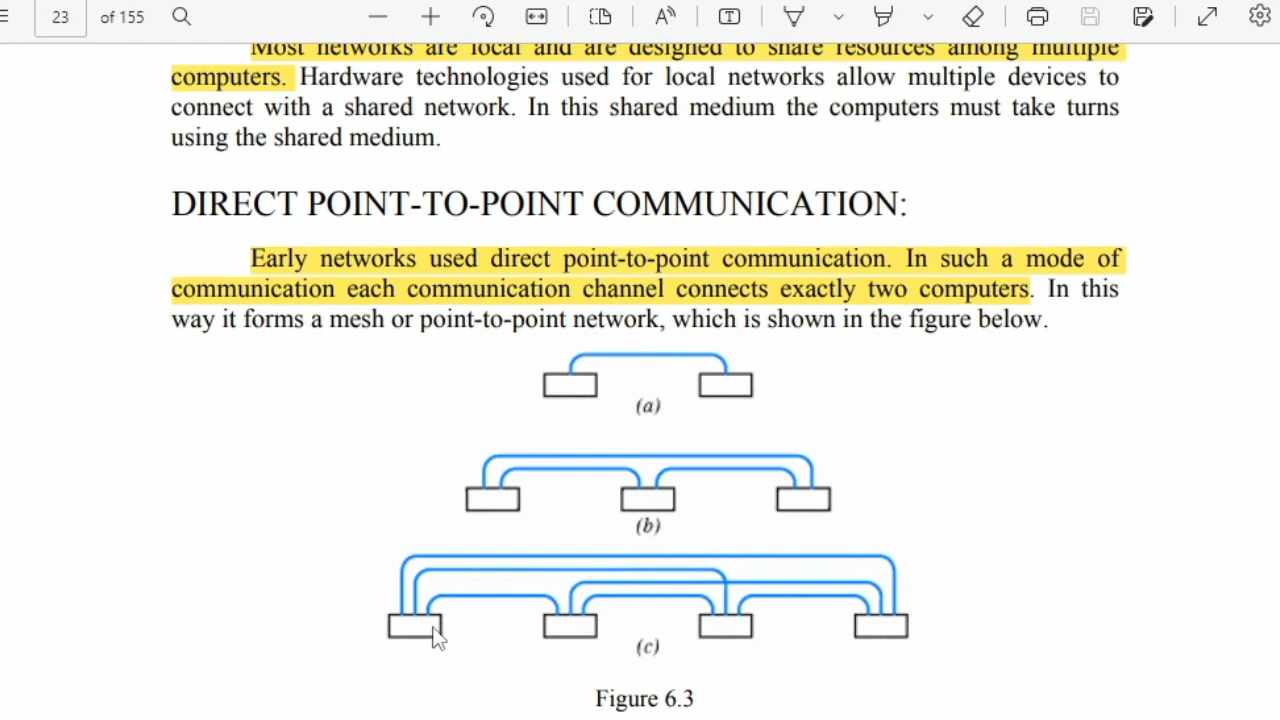 23 of 155
Most networks are local and are designed to share resources among multiple
computers. Hardware technologies used for local networks allow multiple devices to
connect with a shared network. In this shared medium the computers must take turns
using the shared medium.
DIRECT POINT-TO-POINT COMMUNICATION:
Early networks used direct point-to-point communication. In such a mode of
communication each communication channel connects exactly two computers. In this
way it forms a mesh or point-to-point network, which is shown in the figure below.
(a)
(b)
(c)
Figure 6.3